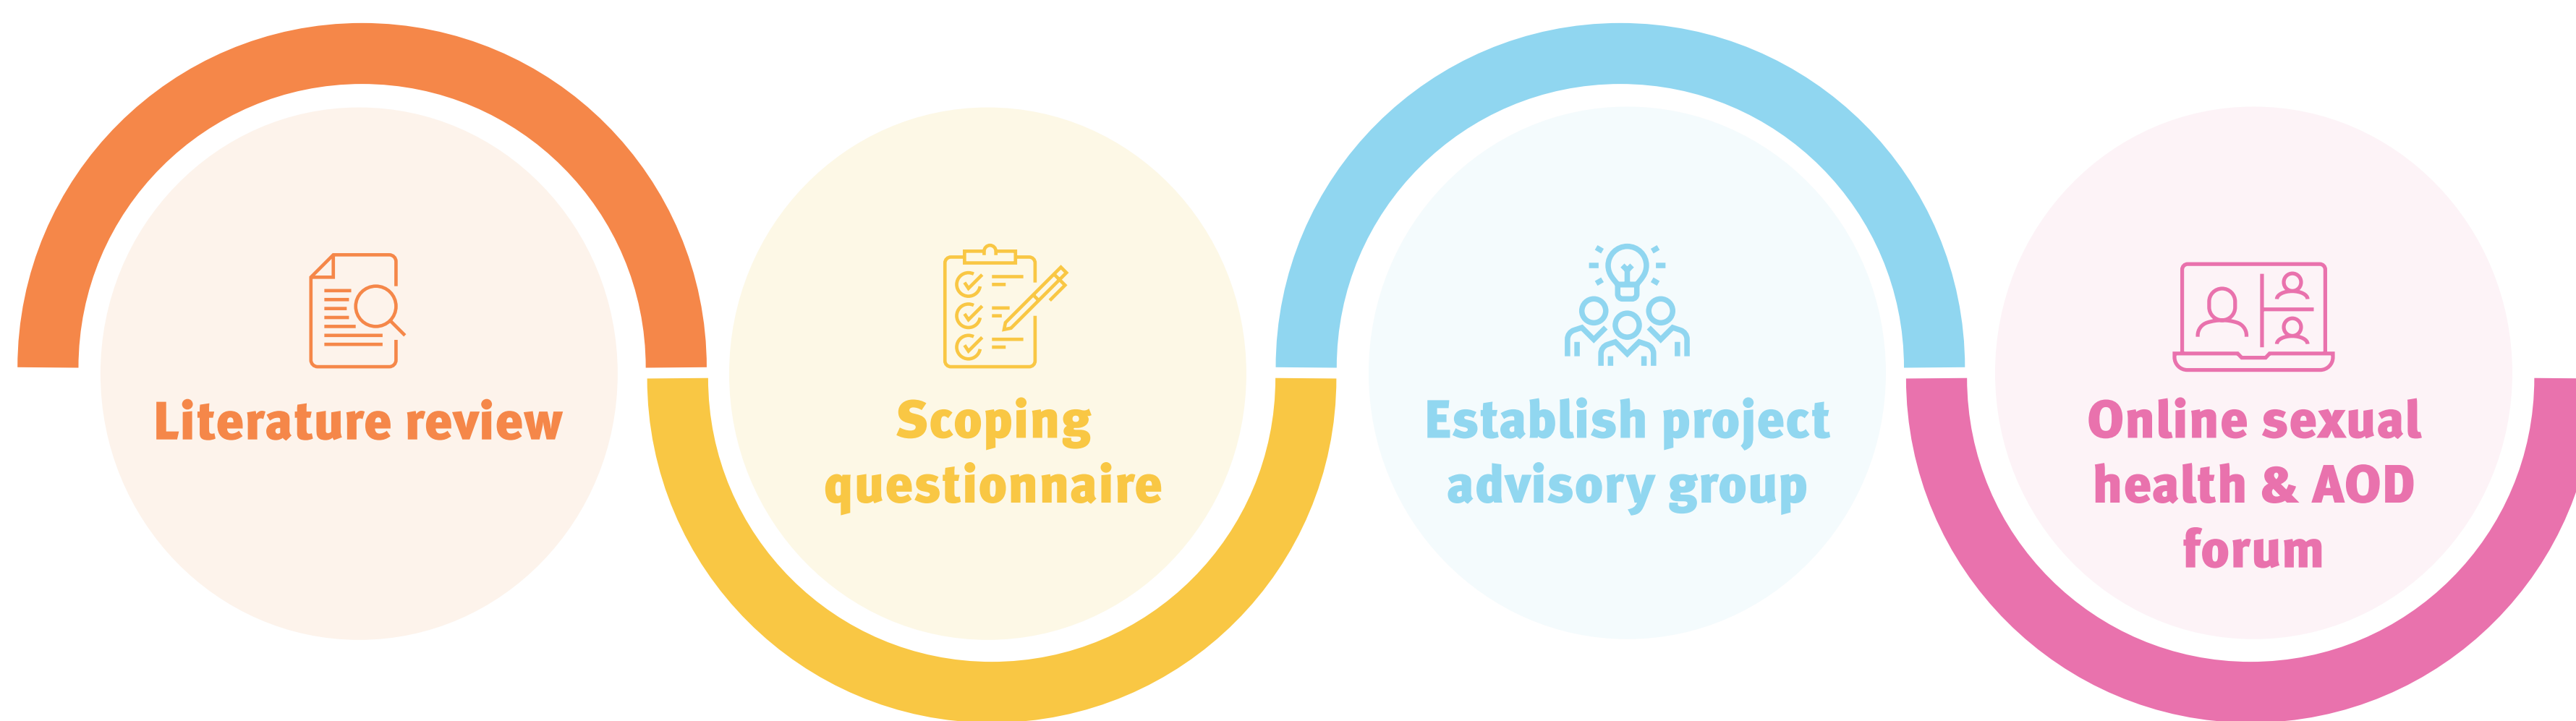 Literature review
Scoping
questionnaire
Establish project
advisory group
Online sexual
health & AOD
forum